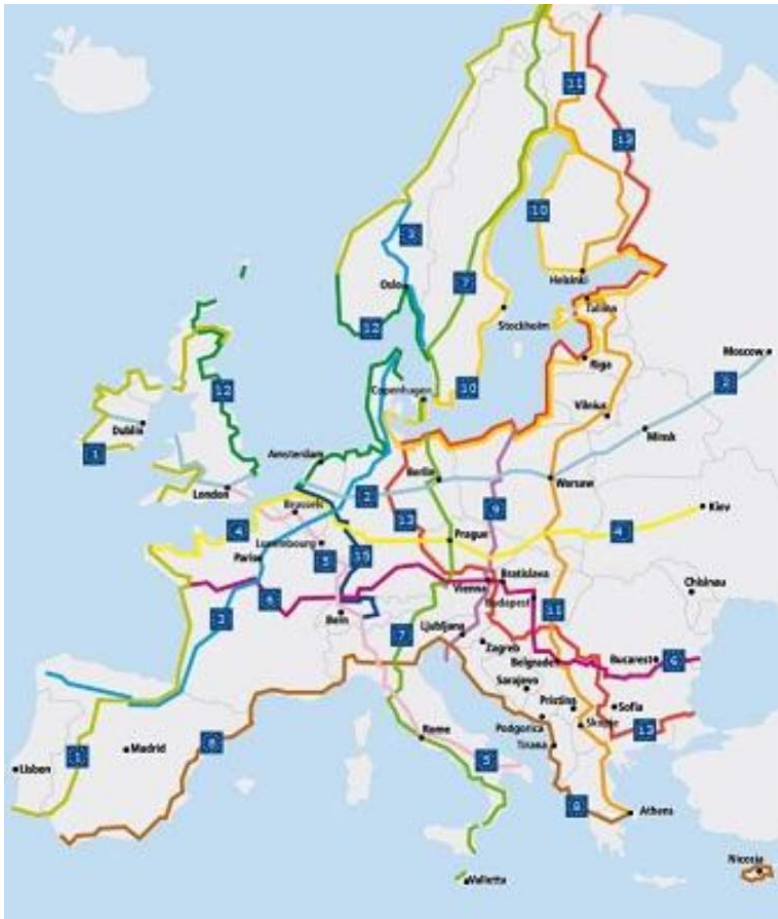 11
13
10
3
Oslo
7
Helsinki
Tallinn
12
Stockholm
Riga
Moscow
2
12
Copenhagen
10
Vilnius
Dublin
1
Minsk
Amsterdam
London
Berlin
2
Warsaw
Brussels
13
9
Kiev
4
4
Prague
Luxembourg
Paris
5
15
Bratislava
Vienna
Chisinau
6
Budapest
3
Bern
11
7
Ljubljana
Zagreb
Belgrade
Bucarest
6
Sarajevo
Pristina
Sofia
Rome
Podgorica
Skopje
13
1
Madrid
8
Tirana
5
Lisbon
8
Athens
Nicosia
Valletta